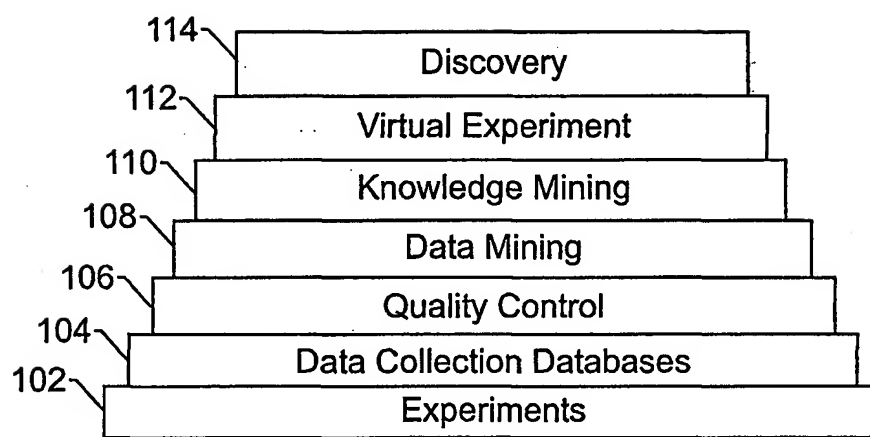 114 Discovery
112 Virtual Experiment
110 Knowledge Mining
108 Data Mining
106 Quality Control
104 Data Collection Databases
102 Experiments